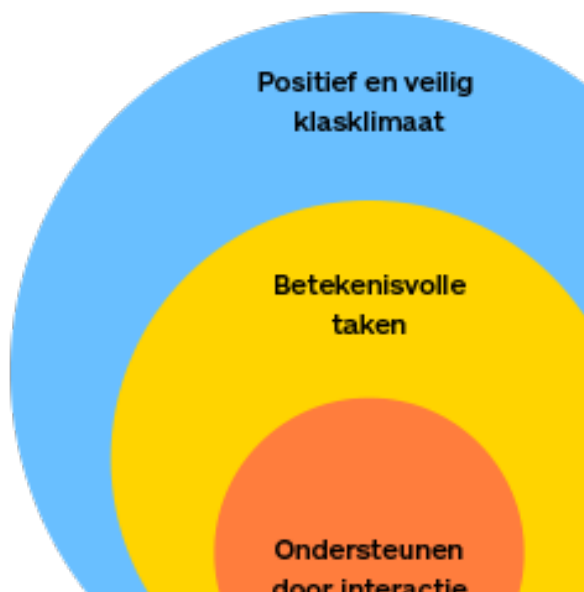 Positief en veilig
klasklimaat
Betekenisvolle
taken
Ondersteunen
door interactie